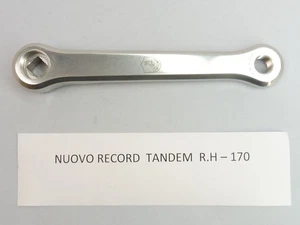 NUOVO RECORD TANDEM R.H – 170